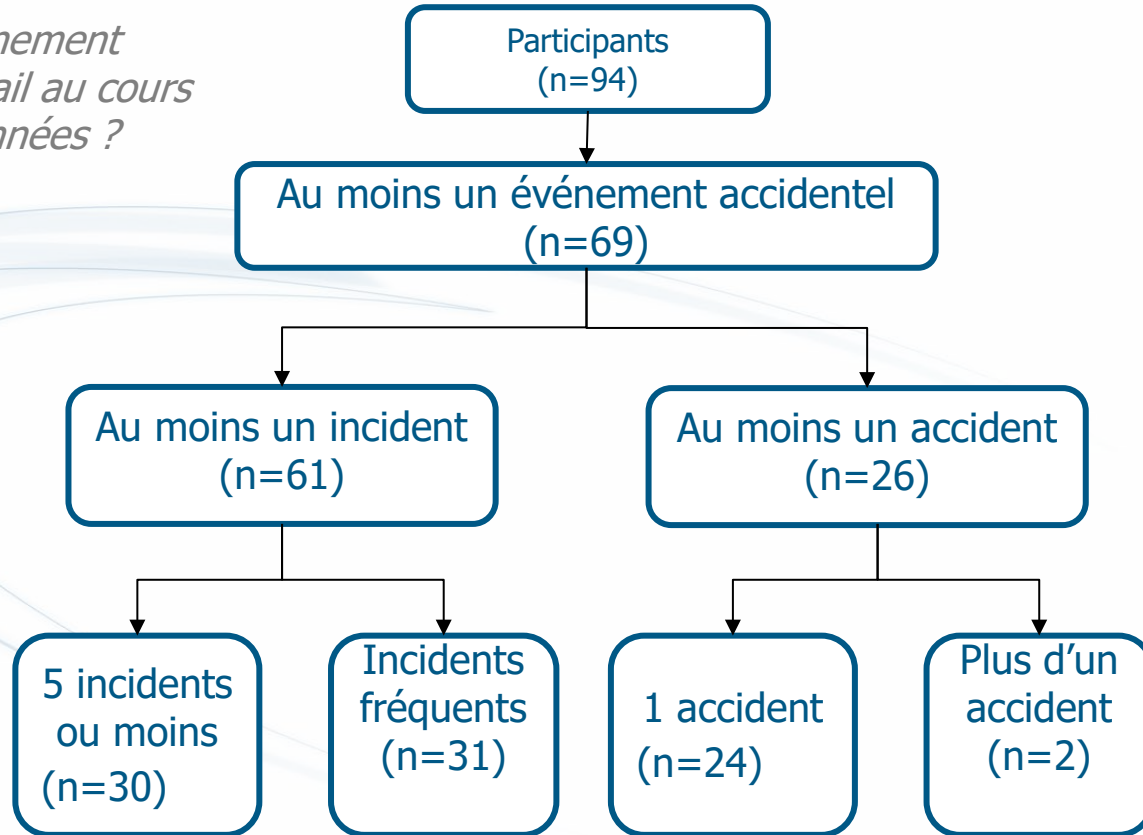 nement
ail au cours
nnées ?
Participants
(n=94)
Au moins un événement accidentel
(n=69)
Au moins un incident
(n=61)
Au moins un accident
(n=26)
5 incidents
ou moins
(n=30)
Incidents
fréquents
(n=31)
1 accident
(n=24)
Plus d’un
accident
(n=2)